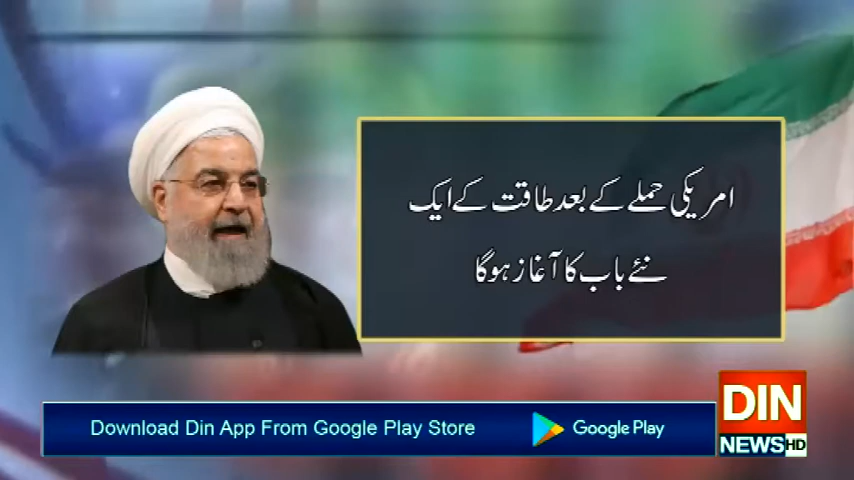 امریکی حملے کے بعد طاقت کے ایک
نئے باب کا آغاز ہوگا
Download Din App From Google Play Store
Google Play
DIN
NEWS HD